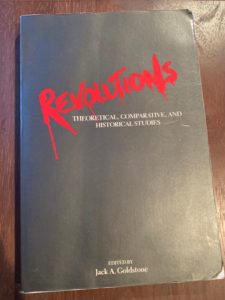 REVOLUTIONS
THEORETICAL, COMPARATIVE, AND
HISTORICAL STUDIES
EDITED BY
Jack A. Goldstone